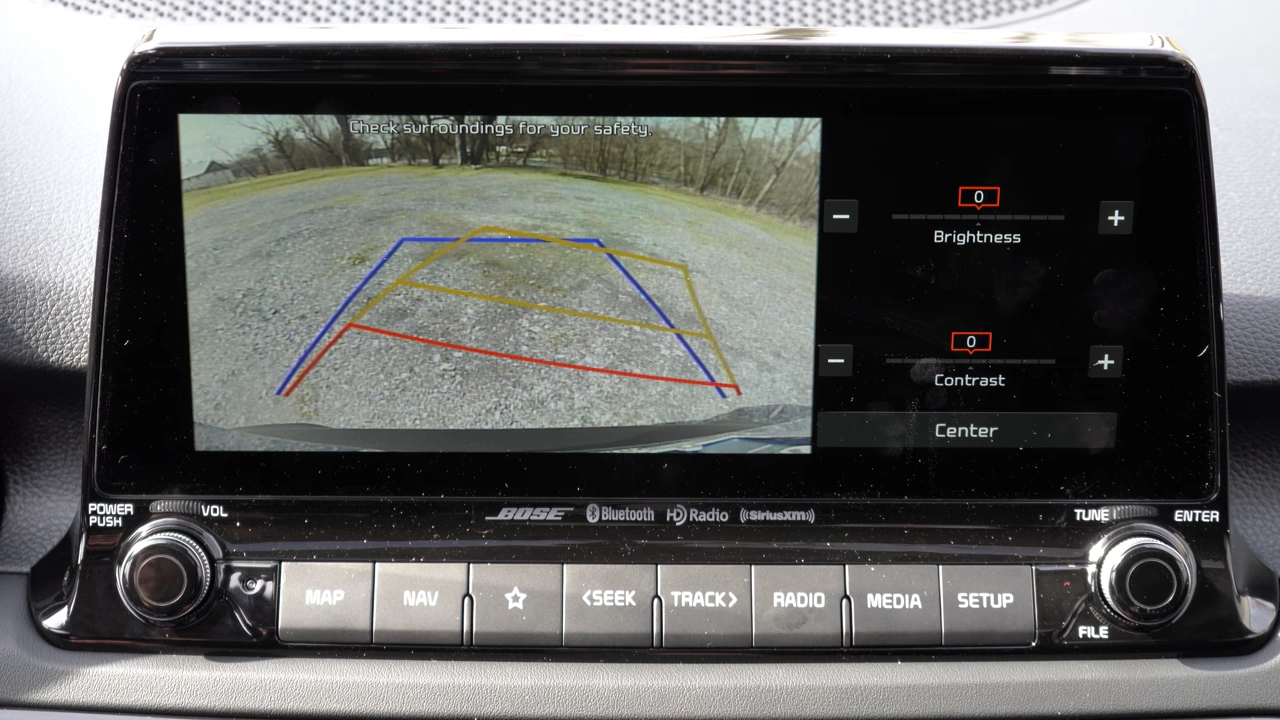 Check surroundings for your safety.
0
− +
Brightness
0
− +
Contrast
Center
POWER
PUSH
VOL
BOSE Bluetooth HD Radio ((SiriusXM))
TUNE
ENTER
MAP NAV <SEEK TRACK> RADIO MEDIA SETUP
FILE